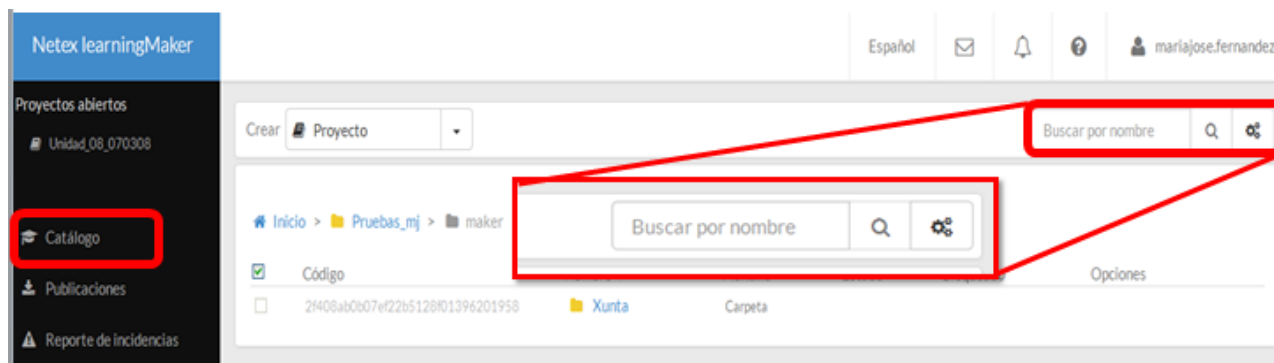 Netex learningMaker
Español
mariajose.fernandez
Proyectos abiertos
Unidad_08_070308
Crear Proyecto
Buscar por nombre
Inicio > Pruebas_mj > maker
Buscar por nombre
Catálogo
Código
Opciones
Publicaciones
2f408ab0b07ef22b5128f01396201958
Xunta
Carpeta
Reporte de incidencias